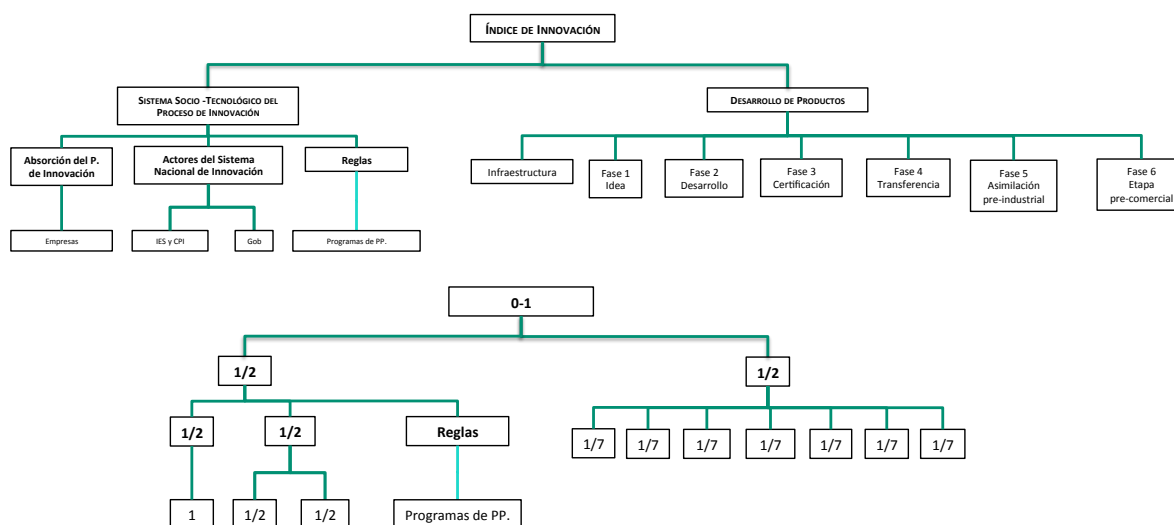 ÍNDICE DE INNOVACIÓN
SISTEMA SOCIO -TECNOLÓGICO DEL
PROCESO DE INNOVACIÓN
DESARROLLO DE PRODUCTOS
Absorción del P.
de Innovación
Actores del Sistema
Nacional de Innovación
Reglas
Infraestructura
Fase 1
Idea
Fase 2
Desarrollo
Fase 3
Certificación
Fase 4
Transferencia
Fase 5
Asimilación
pre-industrial
Fase 6
Etapa
pre-comercial
Empresas
IES y CPI
Gob
Programas de PP.
0-1
1/2
1/2
1/2
1/2
Reglas
1/7
1/7
1/7
1/7
1/7
1/7
1/7
1
1/2
1/2
Programas de PP.